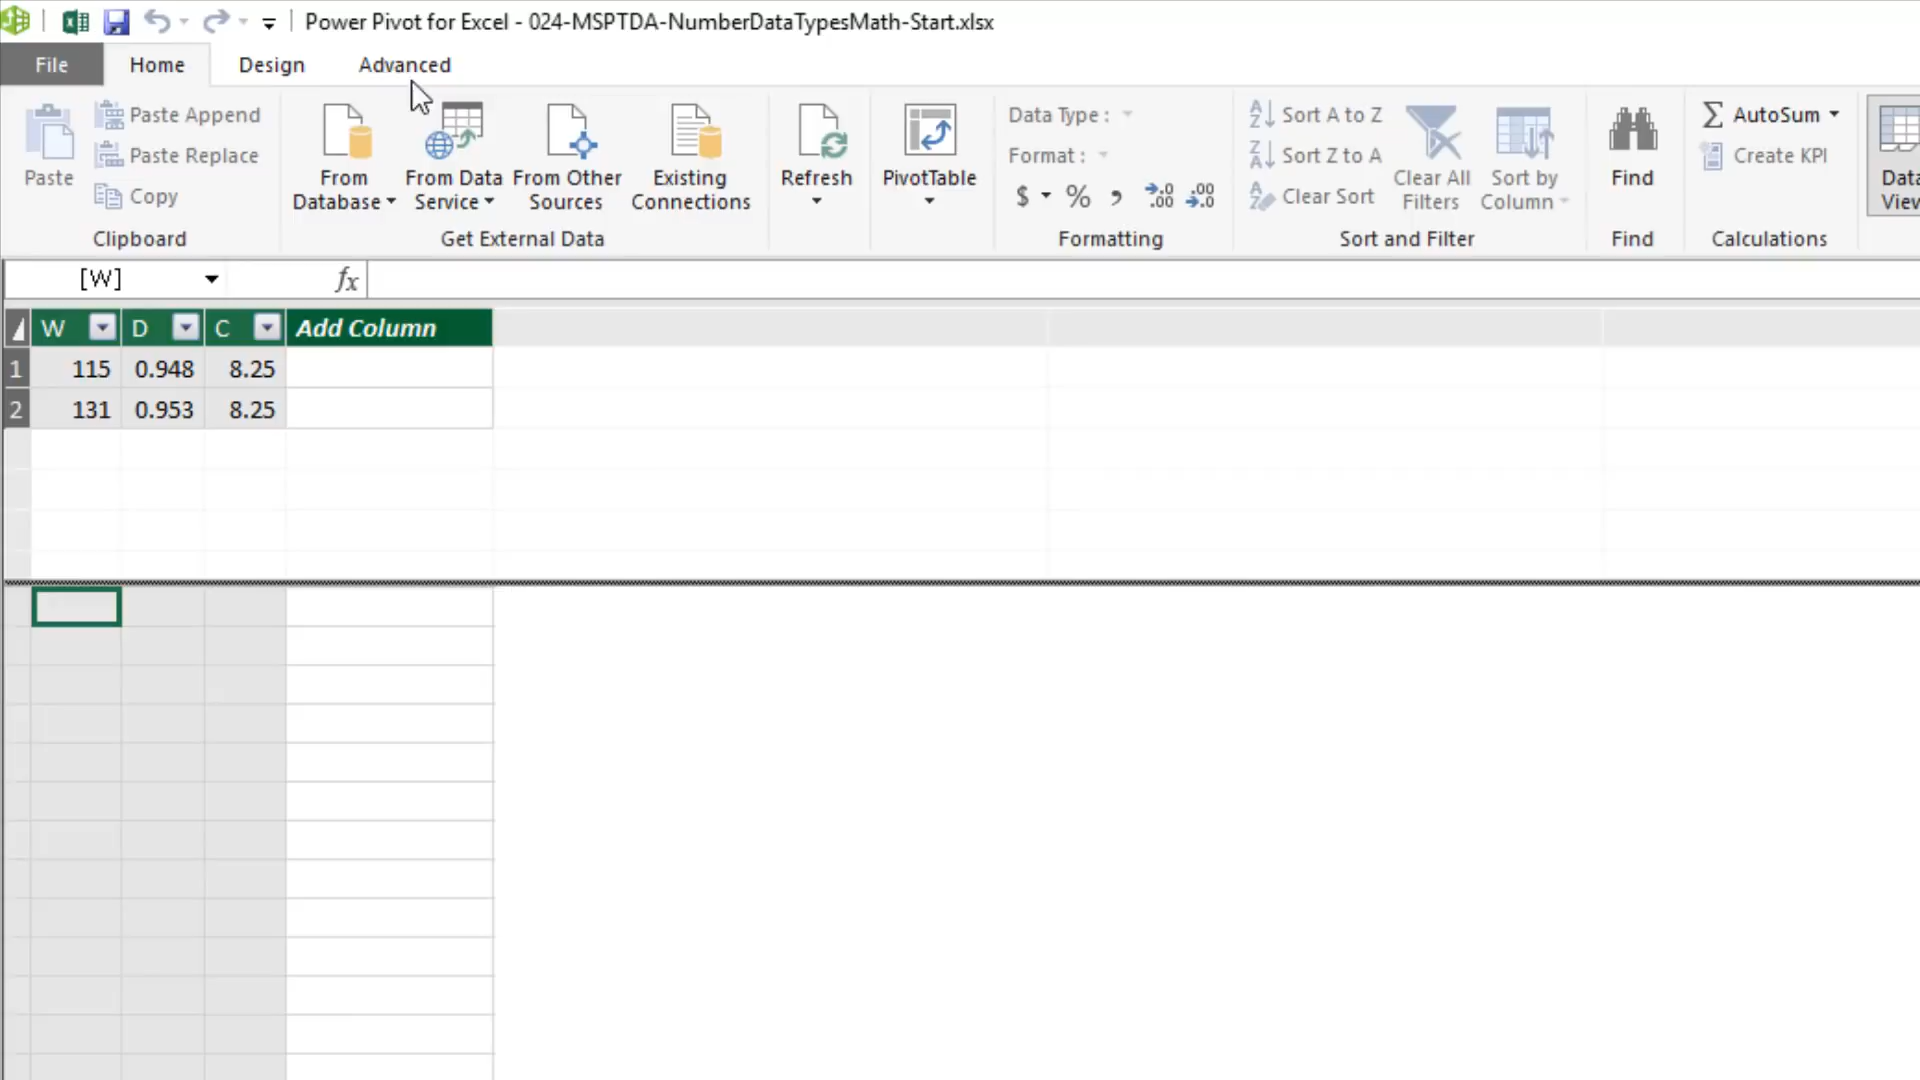 Power Pivot for Excel - 024-MSPTDA-NumberDataTypesMath-Start.xlsx
File Home Design Advanced
Paste
Paste Append
Paste Replace
Copy
Clipboard
From
Database
From Data
Service
From Other
Sources
Existing
Connections
Get External Data
Refresh
PivotTable
Data Type :
Format :
$ % ,
Formatting
Sort A to Z
Sort Z to A
Clear Sort
Clear All
Filters
Sort by
Column
Sort and Filter
Find
Find
AutoSum
Create KPI
Calculations
Data
View
[W] fx
W D C Add Column
1 115 0.948 8.25
2 131 0.953 8.25